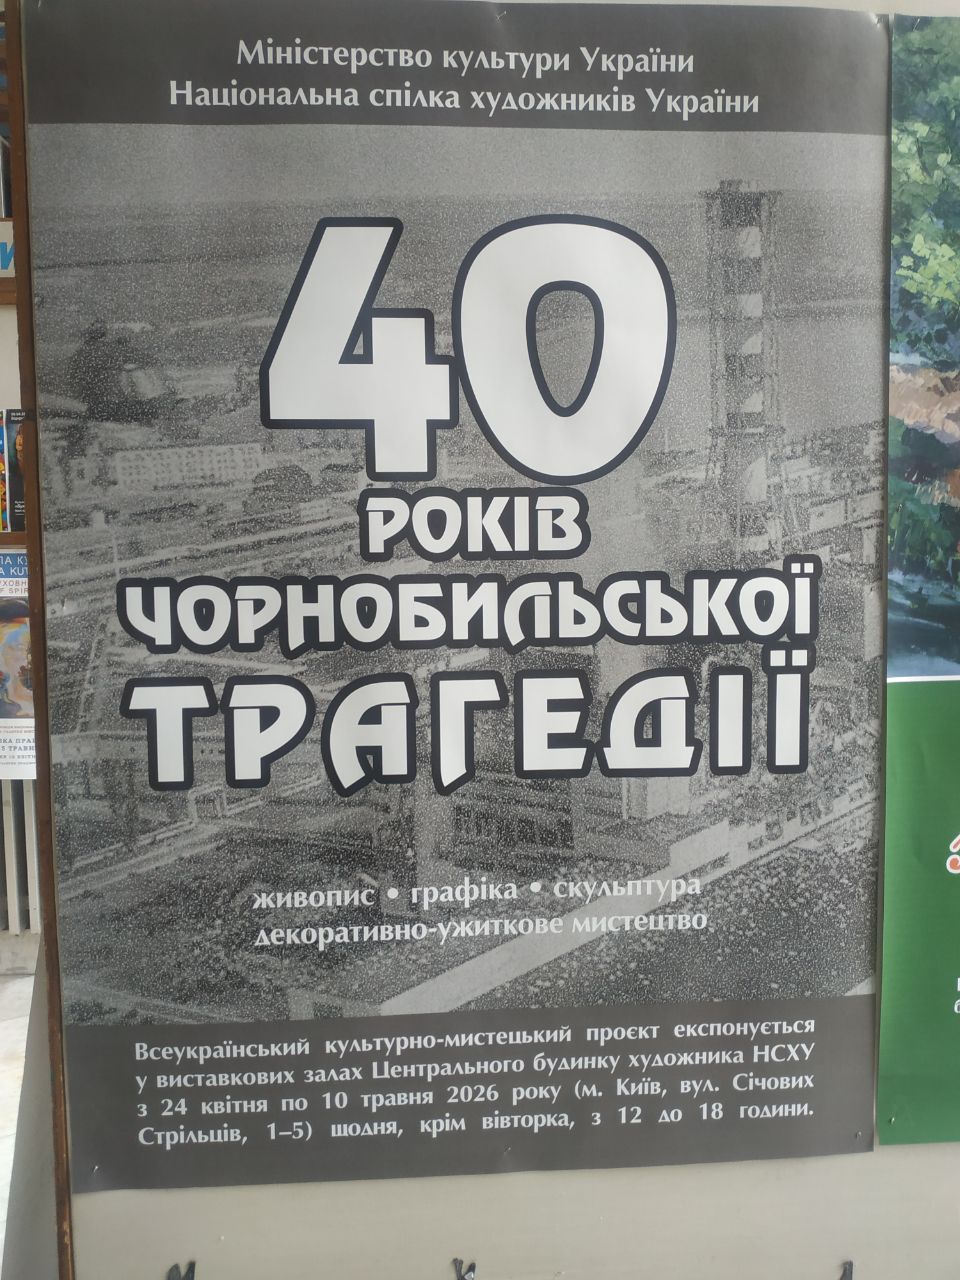 Міністерство культури України
Національна спілка художників України
40
РОКІВ
ЧОРНОБИЛЬСЬКОЇ
ТРАГЕДІЇ
живопис • графіка • скульптура
декоративно-ужиткове мистецтво
Всеукраїнський культурно-мистецький проєкт експонується
у виставкових залах Центрального будинку художника НСХУ
з 24 квітня по 10 травня 2026 року (м. Київ, вул. Січових
Стрільців, 1–5) щодня, крім вівторка, з 12 до 18 години.